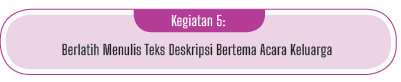 Kegiatan 5:
Berlatih Menulis Teks Deskripsi Bertema Acara Keluarga